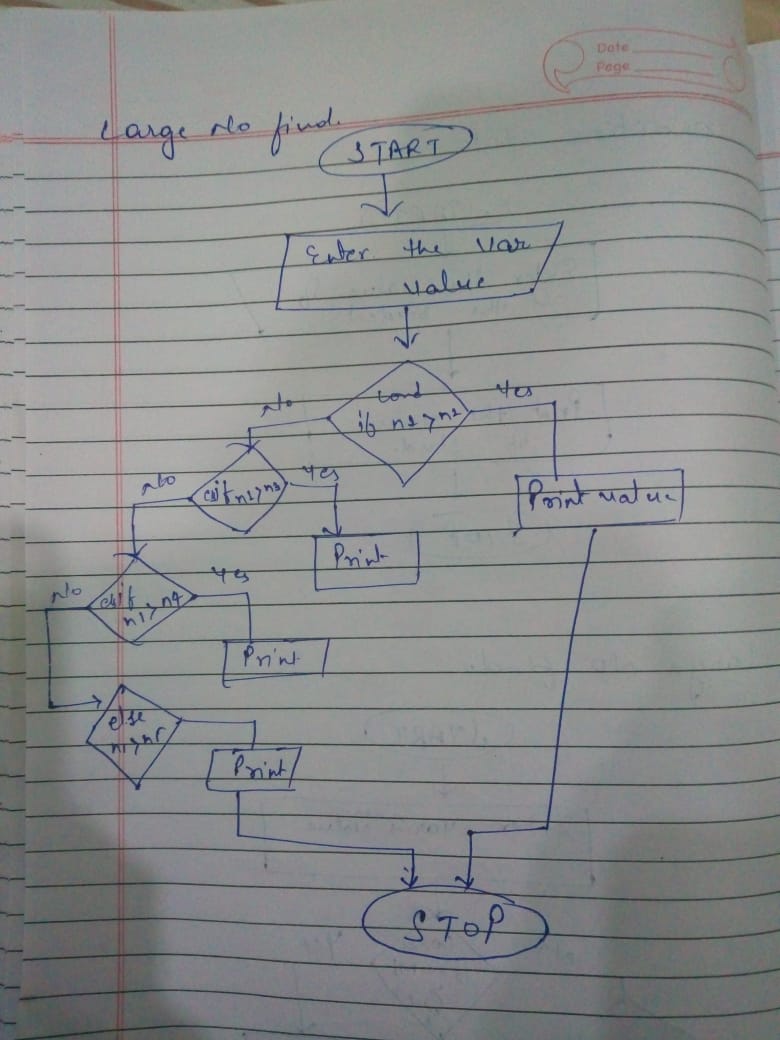 Date
Page
Large No find.
START
Enter the var
value
Cond
if n1 > n2
No
Yes
Print value
elif n1 > n3
No
Yes
Print
elif
n1 > n4
No
Yes
Print
else
n1 > n5
Print
STOP